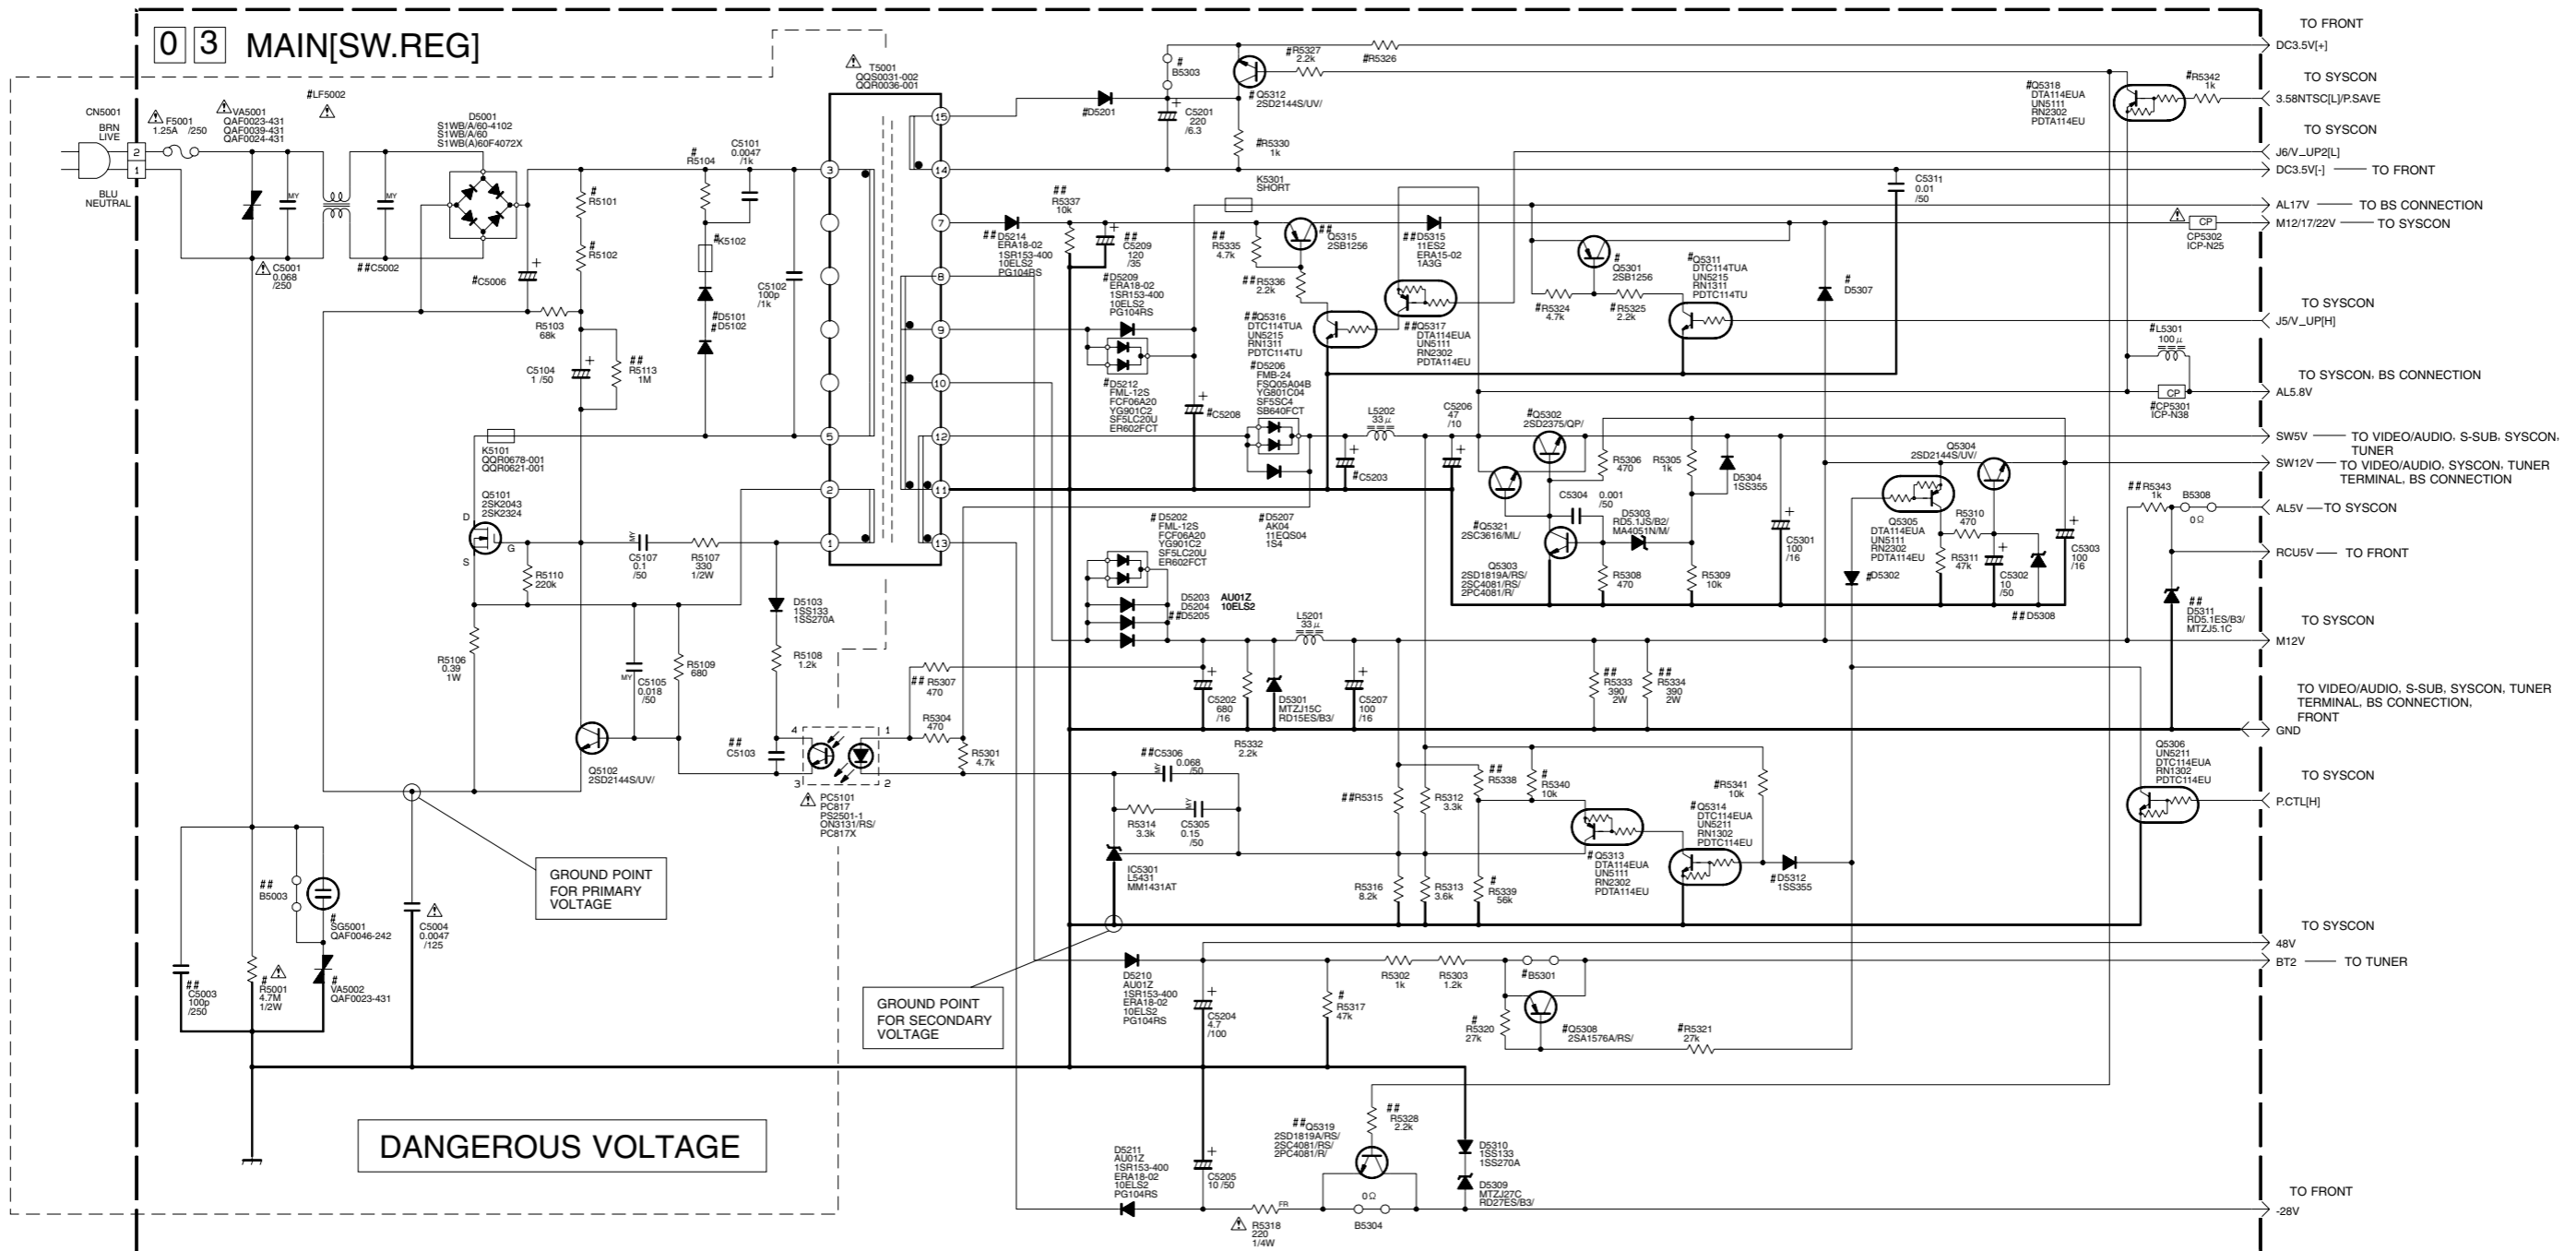 0 3 MAIN[SW.REG]
CN5001
BRN
LIVE
2
1
BLU
NEUTRAL
F5001
1.25A /250
VA5001
QAF0023-431
QAF0039-431
QAF0024-431
#LF5002
C5001
0.068
/250
MY
MY
##C5002
D5001
S1WB/A/60-4102
S1WB/A/60
S1WB(A)60F4072X
#C5006
#
R5101
#
R5102
R5103
68k
C5104
1 /50
##
R5113
1M
#
R5104
C5101
0.0047
/1k
#K5102
#D5101
#D5102
C5102
100p
/1k
T5001
QQS0031-002
QQR0036-001
3
5
2
1
15
14
7
8
9
10
12
11
13
K5101
QQR0678-001
QQR0621-001
Q5101
2SK2043
2SK2324
D
G
S
R5110
220k
MY
C5107
0.1
/50
R5107
330
1/2W
D5103
1SS133
1SS270A
R5108
1.2k
R5106
0.39
1W
MY
C5105
0.018
/50
R5109
680
Q5102
2SD2144S/UV/
##
C5103
4
3
1
2
PC5101
PC817
PS2501-1
ON3131/RS/
PC817X
GROUND POINT
FOR PRIMARY
VOLTAGE
##
B5003
#
SG5001
QAF0046-242
#
VA5002
QAF0023-431
##
C5003
100p
/250
#
R5001
4.7M
1/2W
C5004
0.0047
/125
DANGEROUS VOLTAGE
GROUND POINT
FOR SECONDARY
VOLTAGE
#D5201
#
B5303
C5201
220
/6.3
#Q5312
2SD2144S/UV/
#R5327
2.2k
#R5326
#R5330
1k
K5301
SHORT
##
R5337
10k
##D5214
ERA18-02
1SR153-400
10ELS2
PG104RS
##
C5209
120
/35
#D5209
ERA18-02
1SR153-400
10ELS2
PG104RS
#D5212
FML-12S
FCF06A20
YG901C2
SF5LC20U
ER602FCT
#C5208
##
R5335
4.7k
##
Q5315
2SB1256
##R5336
2.2k
##D5315
11ES2
ERA15-02
1A3G
##Q5316
DTC114TUA
UN5215
RN1311
PDTC114TU
##Q5317
DTA114EUA
UN5111
RN2302
PDTA114EU
#D5206
FMB-24
FSQ05A04B
YG801C04
SF5SC4
SB640FCT
#
Q5301
2SB1256
#R5324
4.7k
#R5325
2.2k
#Q5311
DTC114TUA
UN5215
RN1311
PDTC114TU
#
D5307
C5311
0.01
/50
#Q5318
DTA114EUA
UN5111
RN2302
PDTA114EU
#R5342
1k
CP
CP5302
ICP-N25
#L5301
100μ
CP
#CP5301
ICP-N38
#D5207
AK04
11EQS04
1S4
#C5203
L5202
33μ
C5206
47
/10
#Q5302
2SD2375/QP/
#Q5321
2SC3616/ML/
C5304 0.001
/50
Q5303
2SD1819A/RS/
2SC4081/RS/
2PC4081/R/
R5306
470
R5305
1k
D5303
RD5.1JS/B2/
MA4051N/M/
R5308
470
R5309
10k
D5304
1SS355
C5301
100
/16
Q5304
2SD2144S/UV/
Q5305
DTA114EUA
UN5111
RN2302
PDTA114EU
#D5302
R5310
470
R5311
47k
C5302
10
/50
##D5308
C5303
100
/16
##R5343
1k
B5308
0Ω
##
D5311
RD5.1ES/B3/
MTZJ5.1C
#D5202
FML-12S
FCF06A20
YG901C2
SF5LC20U
ER602FCT
D5203
D5204
##D5205
AU01Z
10ELS2
L5201
33μ
##R5307
470
R5304
470
R5301
4.7k
C5202
680
/16
R5332
2.2k
D5301
MTZJ15C
RD15ES/B3/
C5207
100
/16
##
R5333
390
2W
##
R5334
390
2W
##C5306
0.068
/50
MY
R5314
3.3k
MY
C5305
0.15
/50
IC5301
L5431
MM1431AT
##R5315
R5312
3.3k
R5316
8.2k
R5313
3.6k
##
R5338
#
R5339
56k
#
R5340
10k
#Q5313
DTA114EUA
UN5111
RN2302
PDTA114EU
#R5341
10k
#Q5314
DTC114EUA
UN5211
RN1302
PDTC114EU
#D5312
1SS355
Q5306
UN5211
DTC114EUA
RN1302
PDTC114EU
D5210
AU01Z
1SR153-400
ERA18-02
10ELS2
PG104RS
C5204
4.7
/100
#
R5317
47k
R5302
1k
R5303
1.2k
#B5301
#
R5320
27k
#Q5308
2SA1576A/RS/
#R5321
27k
D5211
AU01Z
1SR153-400
ERA18-02
10ELS2
PG104RS
C5205
10 /50
FR
R5318
220
1/4W
##Q5319
2SD1819A/RS/
2SC4081/RS/
2PC4081/R/
##
R5328
2.2k
0Ω
B5304
D5310
1SS133
1SS270A
D5309
MTZJ27C
RD27ES/B3/
TO FRONT
DC3.5V[+]
TO SYSCON
3.58NTSC[L]/P.SAVE
TO SYSCON
J6/V_UP2[L]
DC3.5V[-] TO FRONT
AL17V TO BS CONNECTION
M12/17/22V TO SYSCON
TO SYSCON
J5/V_UP[H]
TO SYSCON, BS CONNECTION
AL5.8V
SW5V TO VIDEO/AUDIO, S-SUB, SYSCON,
TUNER
SW12V TO VIDEO/AUDIO, SYSCON, TUNER
TERMINAL, BS CONNECTION
AL5V TO SYSCON
RCU5V TO FRONT
TO SYSCON
M12V
TO VIDEO/AUDIO, S-SUB, SYSCON, TUNER
TERMINAL, BS CONNECTION,
FRONT
GND
TO SYSCON
P.CTL[H]
TO SYSCON
48V
BT2 TO TUNER
TO FRONT
-28V